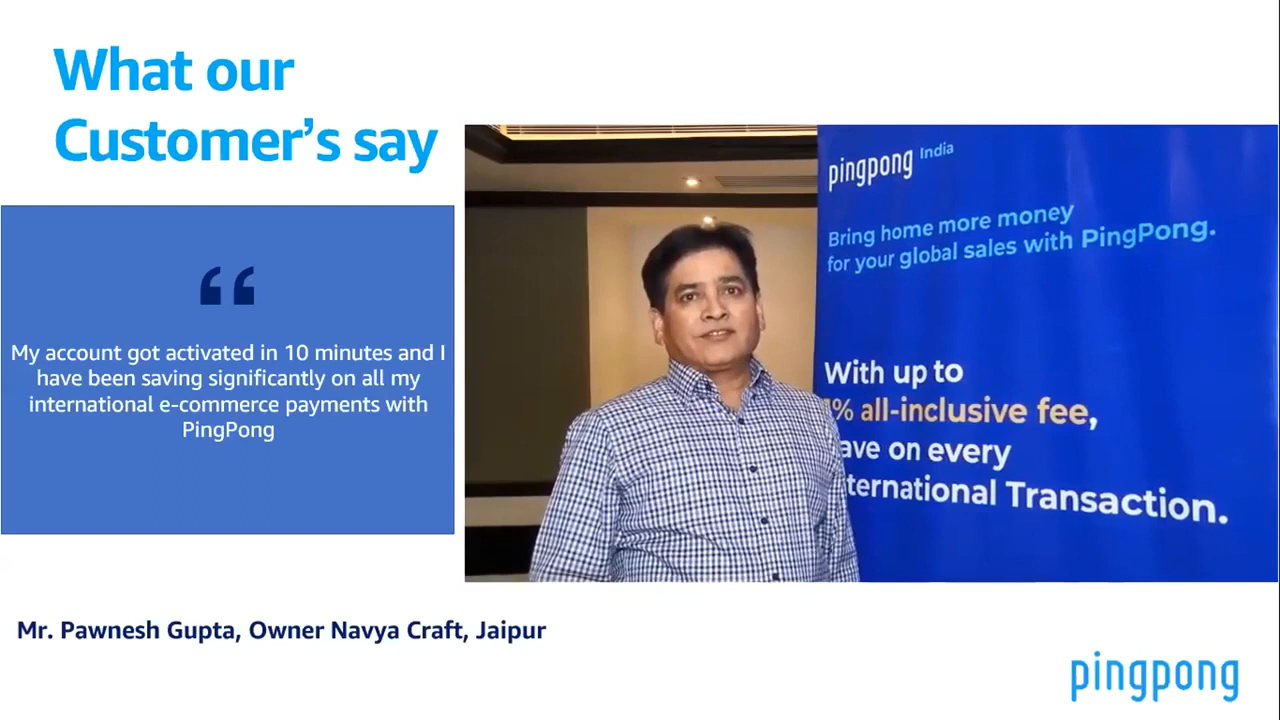 What our
Customer's say
“
My account got activated in 10 minutes and I
have been saving significantly on all my
international e-commerce payments with
PingPong
pingpong India
Bring home more money
for your global sales with PingPong.
With up to
% all-inclusive fee,
ave on every
ternational Transaction.
Mr. Pawnesh Gupta, Owner Navya Craft, Jaipur
pingpong